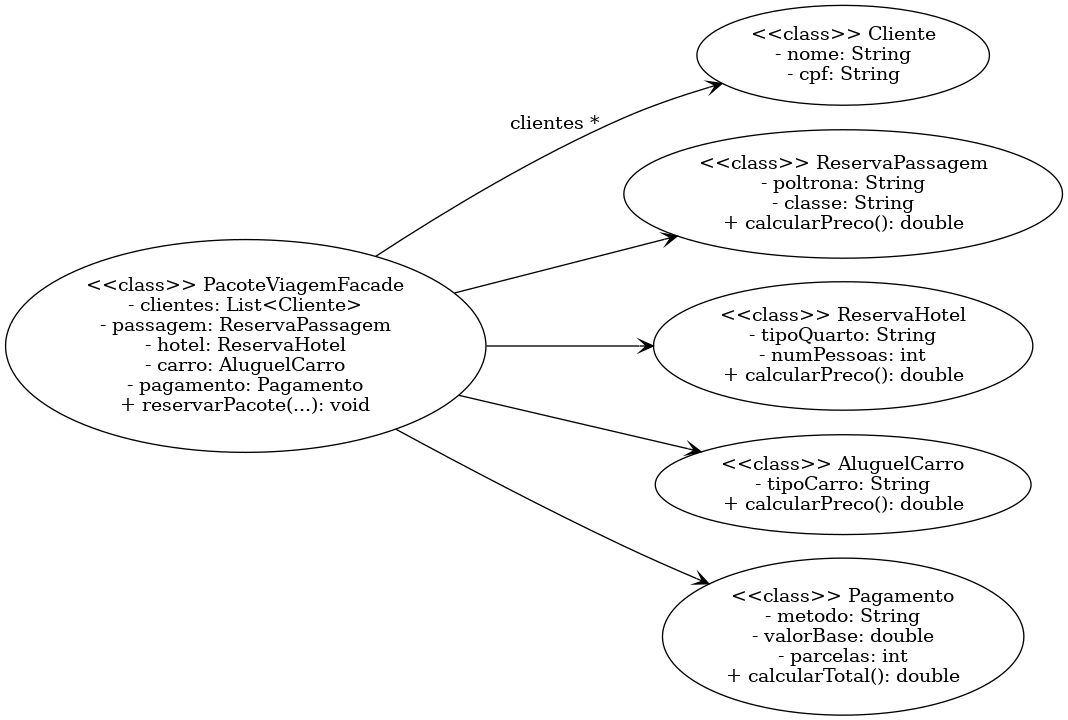 <<class>> Cliente
- nome: String
- cpf: String
clientes *
<<class>> ReservaPassagem
- poltrona: String
- classe: String
+ calcularPreco(): double
<<class>> PacoteViagemFacade
- clientes: List<Cliente>
- passagem: ReservaPassagem
- hotel: ReservaHotel
- carro: AluguelCarro
- pagamento: Pagamento
+ reservarPacote(...): void
<<class>> ReservaHotel
- tipoQuarto: String
- numPessoas: int
+ calcularPreco(): double
<<class>> AluguelCarro
- tipoCarro: String
+ calcularPreco(): double
<<class>> Pagamento
- metodo: String
- valorBase: double
- parcelas: int
+ calcularTotal(): double